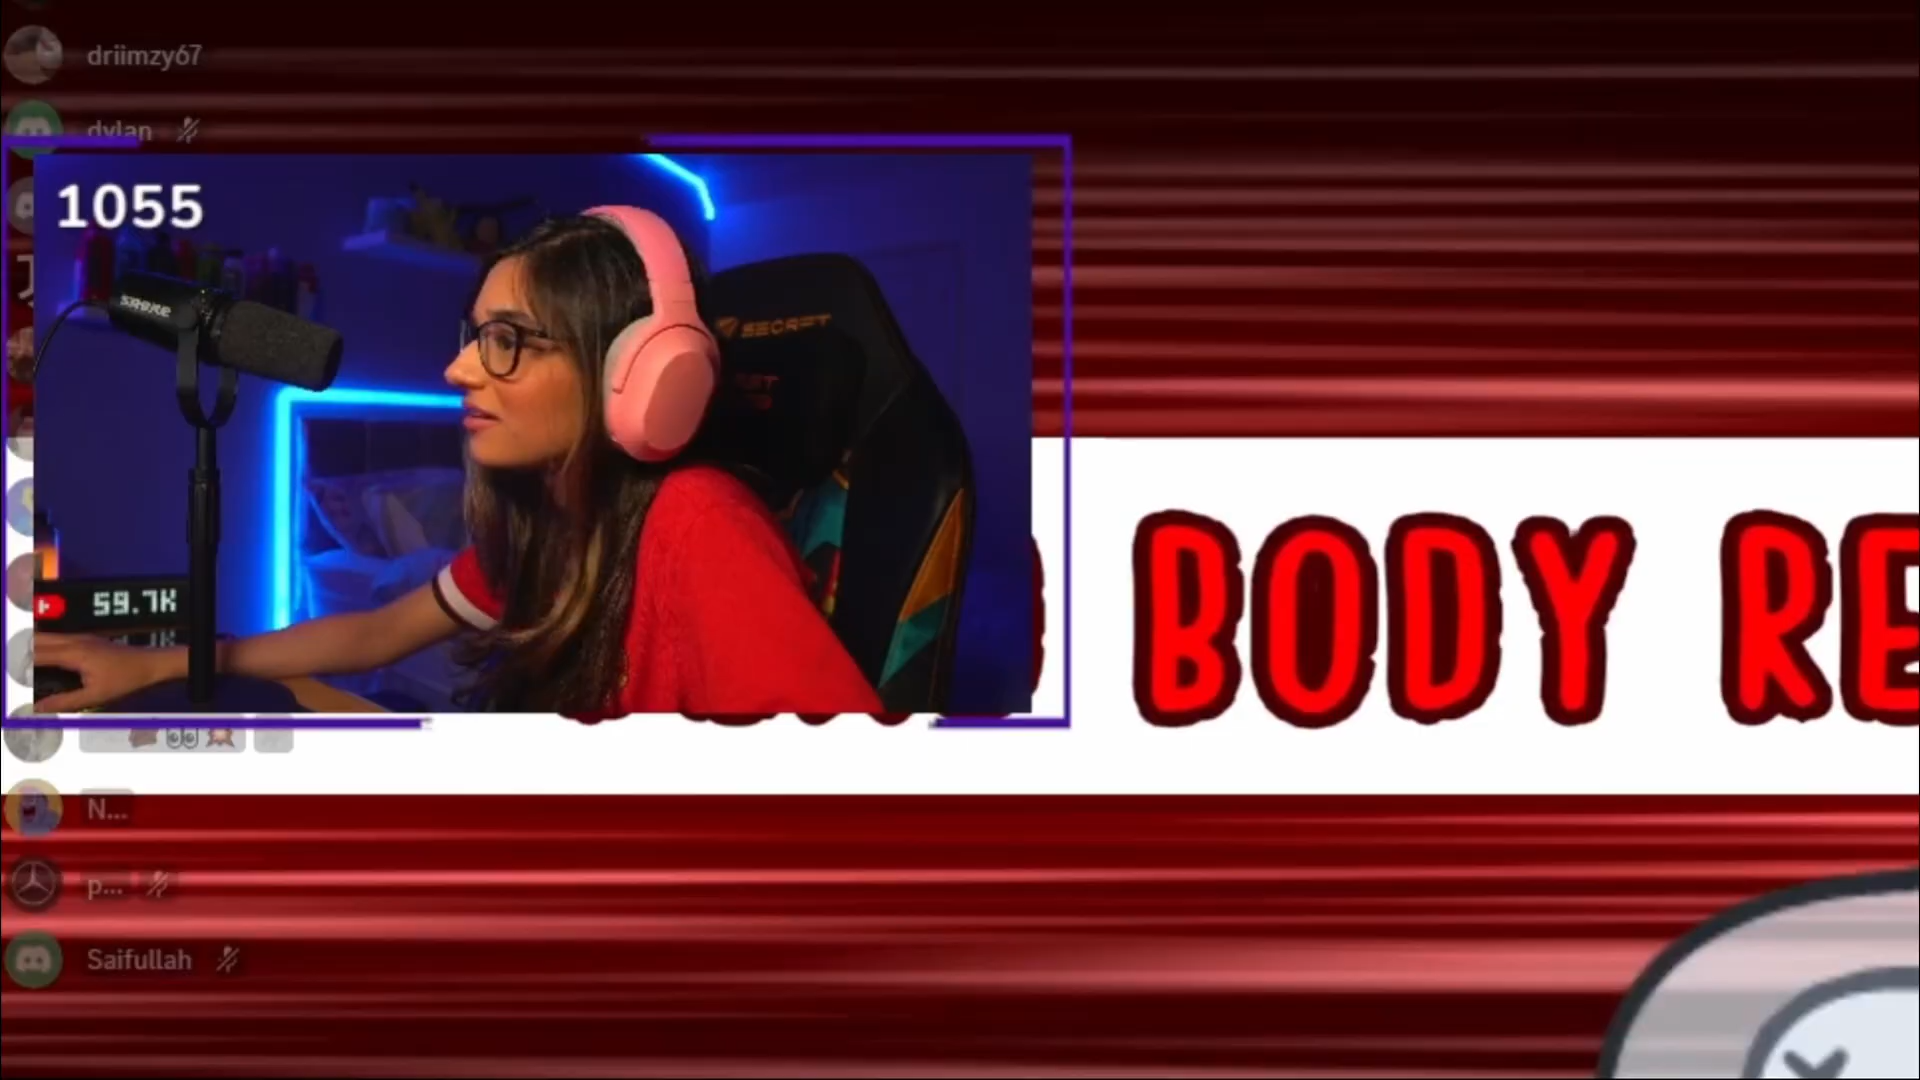 driimzy67
dylan
1055
SHURE
SECRET
59.7K
BODY RE
N...
p...
Saifullah